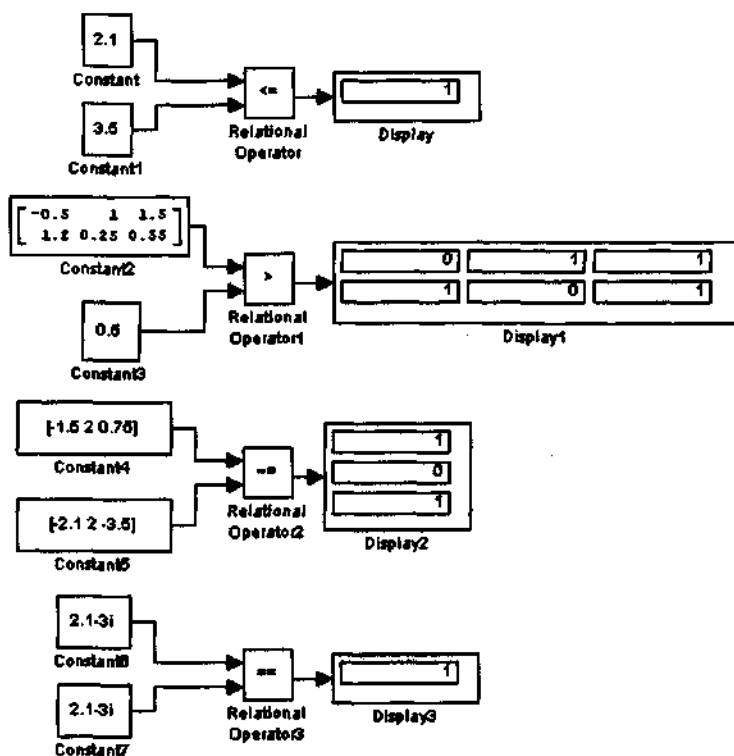 2.1
Constant
3.5
Constant1
<=
Relational
Operator
1
Display
-0.5 1 1.5
1.2 0.25 0.55
Constant2
0.5
Constant3
>
Relational
Operator1
0 1 1
1 0 1
Display1
[-1.5 2 0.75]
Constant4
[-2.1 2 -3.5]
Constant5
~=
Relational
Operator2
1
0
1
Display2
2.1-3i
Constant6
2.1-3i
Constant7
==
Relational
Operator3
1
Display3